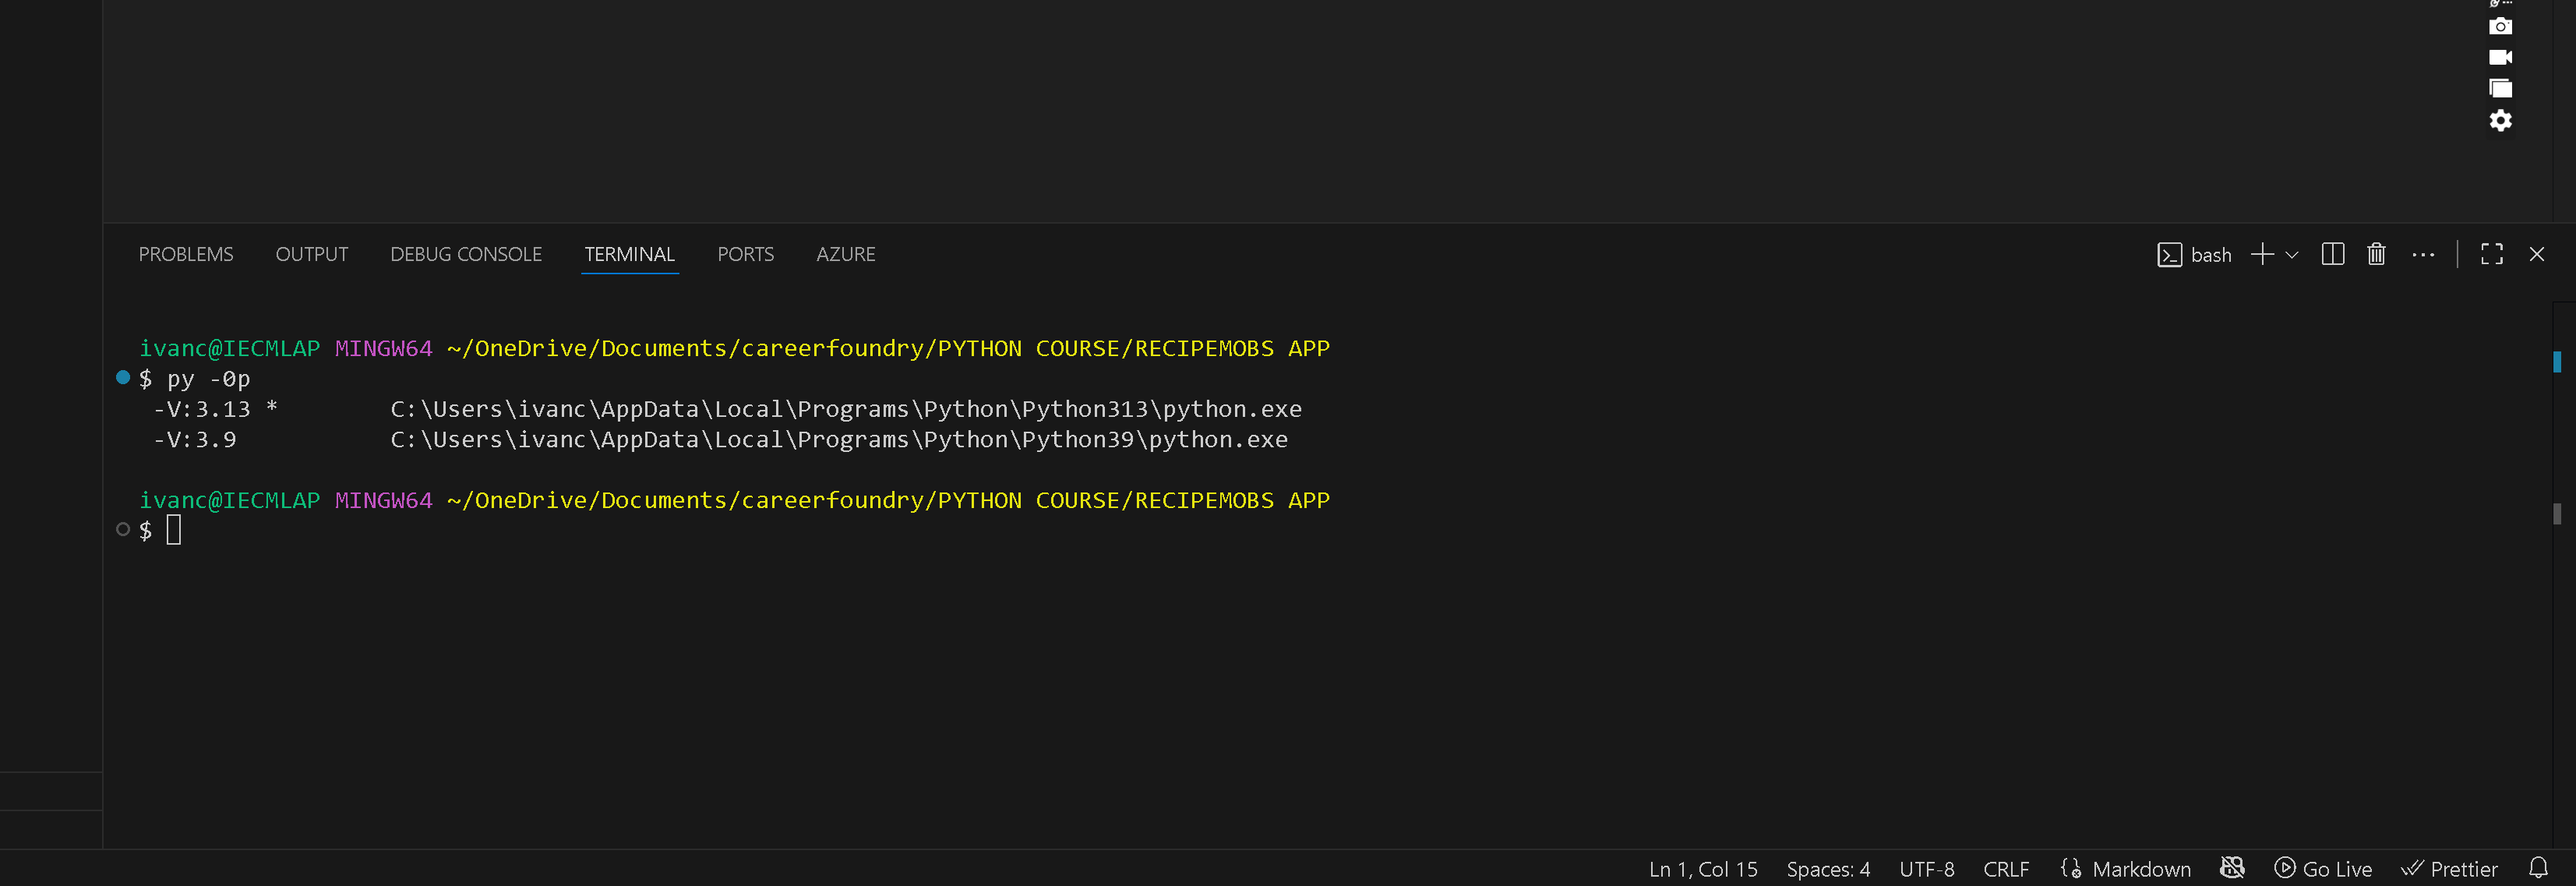 PROBLEMS OUTPUT DEBUG CONSOLE TERMINAL PORTS AZURE bash
ivanc@IECMLAP MINGW64 ~/OneDrive/Documents/careerfoundry/PYTHON COURSE/RECIPEMOBS APP
$ py -0p
-V:3.13 * C:\Users\ivanc\AppData\Local\Programs\Python\Python313\python.exe
-V:3.9 C:\Users\ivanc\AppData\Local\Programs\Python\Python39\python.exe
ivanc@IECMLAP MINGW64 ~/OneDrive/Documents/careerfoundry/PYTHON COURSE/RECIPEMOBS APP
$
Ln 1, Col 15 Spaces: 4 UTF-8 CRLF Markdown Go Live Prettier